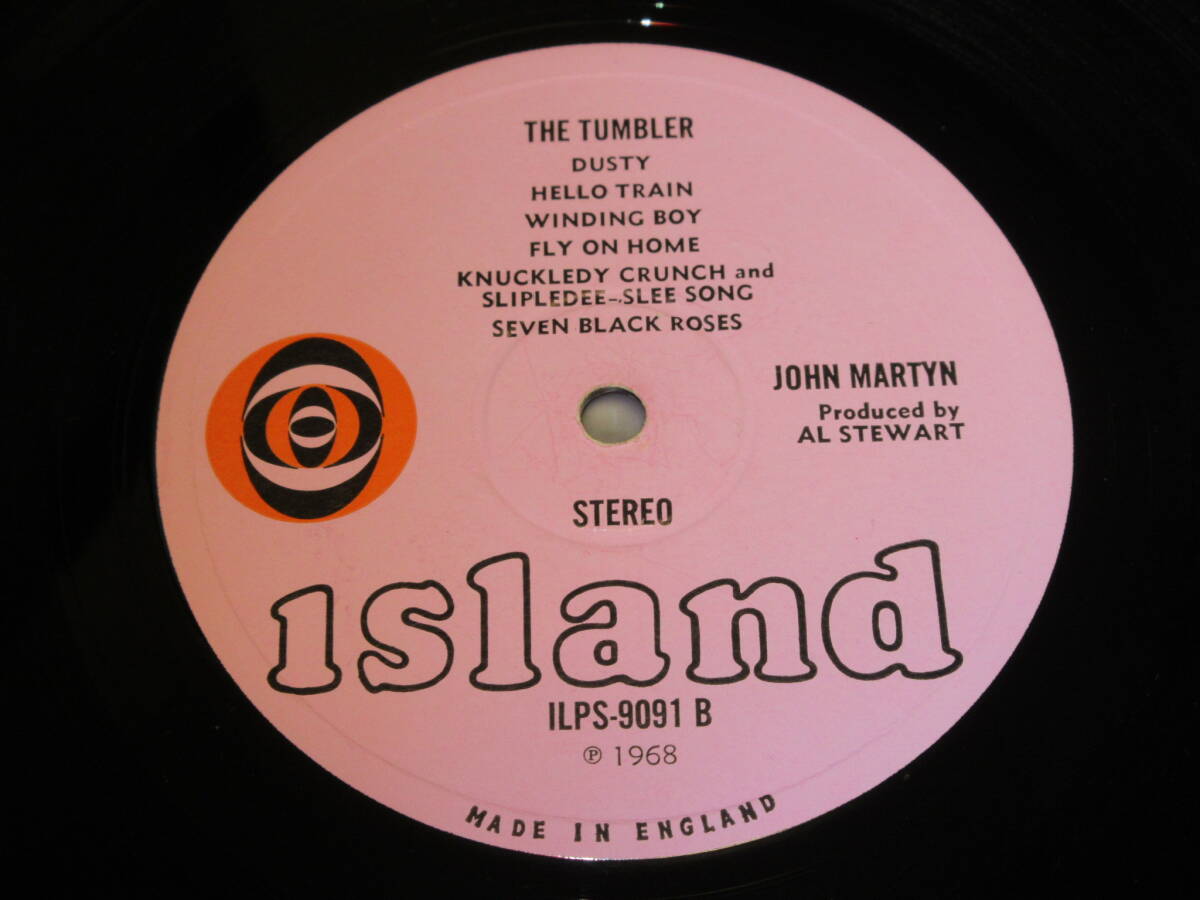 THE TUMBLER
DUSTY
HELLO TRAIN
WINDING BOY
FLY ON HOME
KNUCKLEDY CRUNCH and
SLIPLEDEE-SLEE SONG
SEVEN BLACK ROSES
JOHN MARTYN
Produced by
AL STEWART
STEREO
island
ILPS-9091 B
℗ 1968
MADE IN ENGLAND